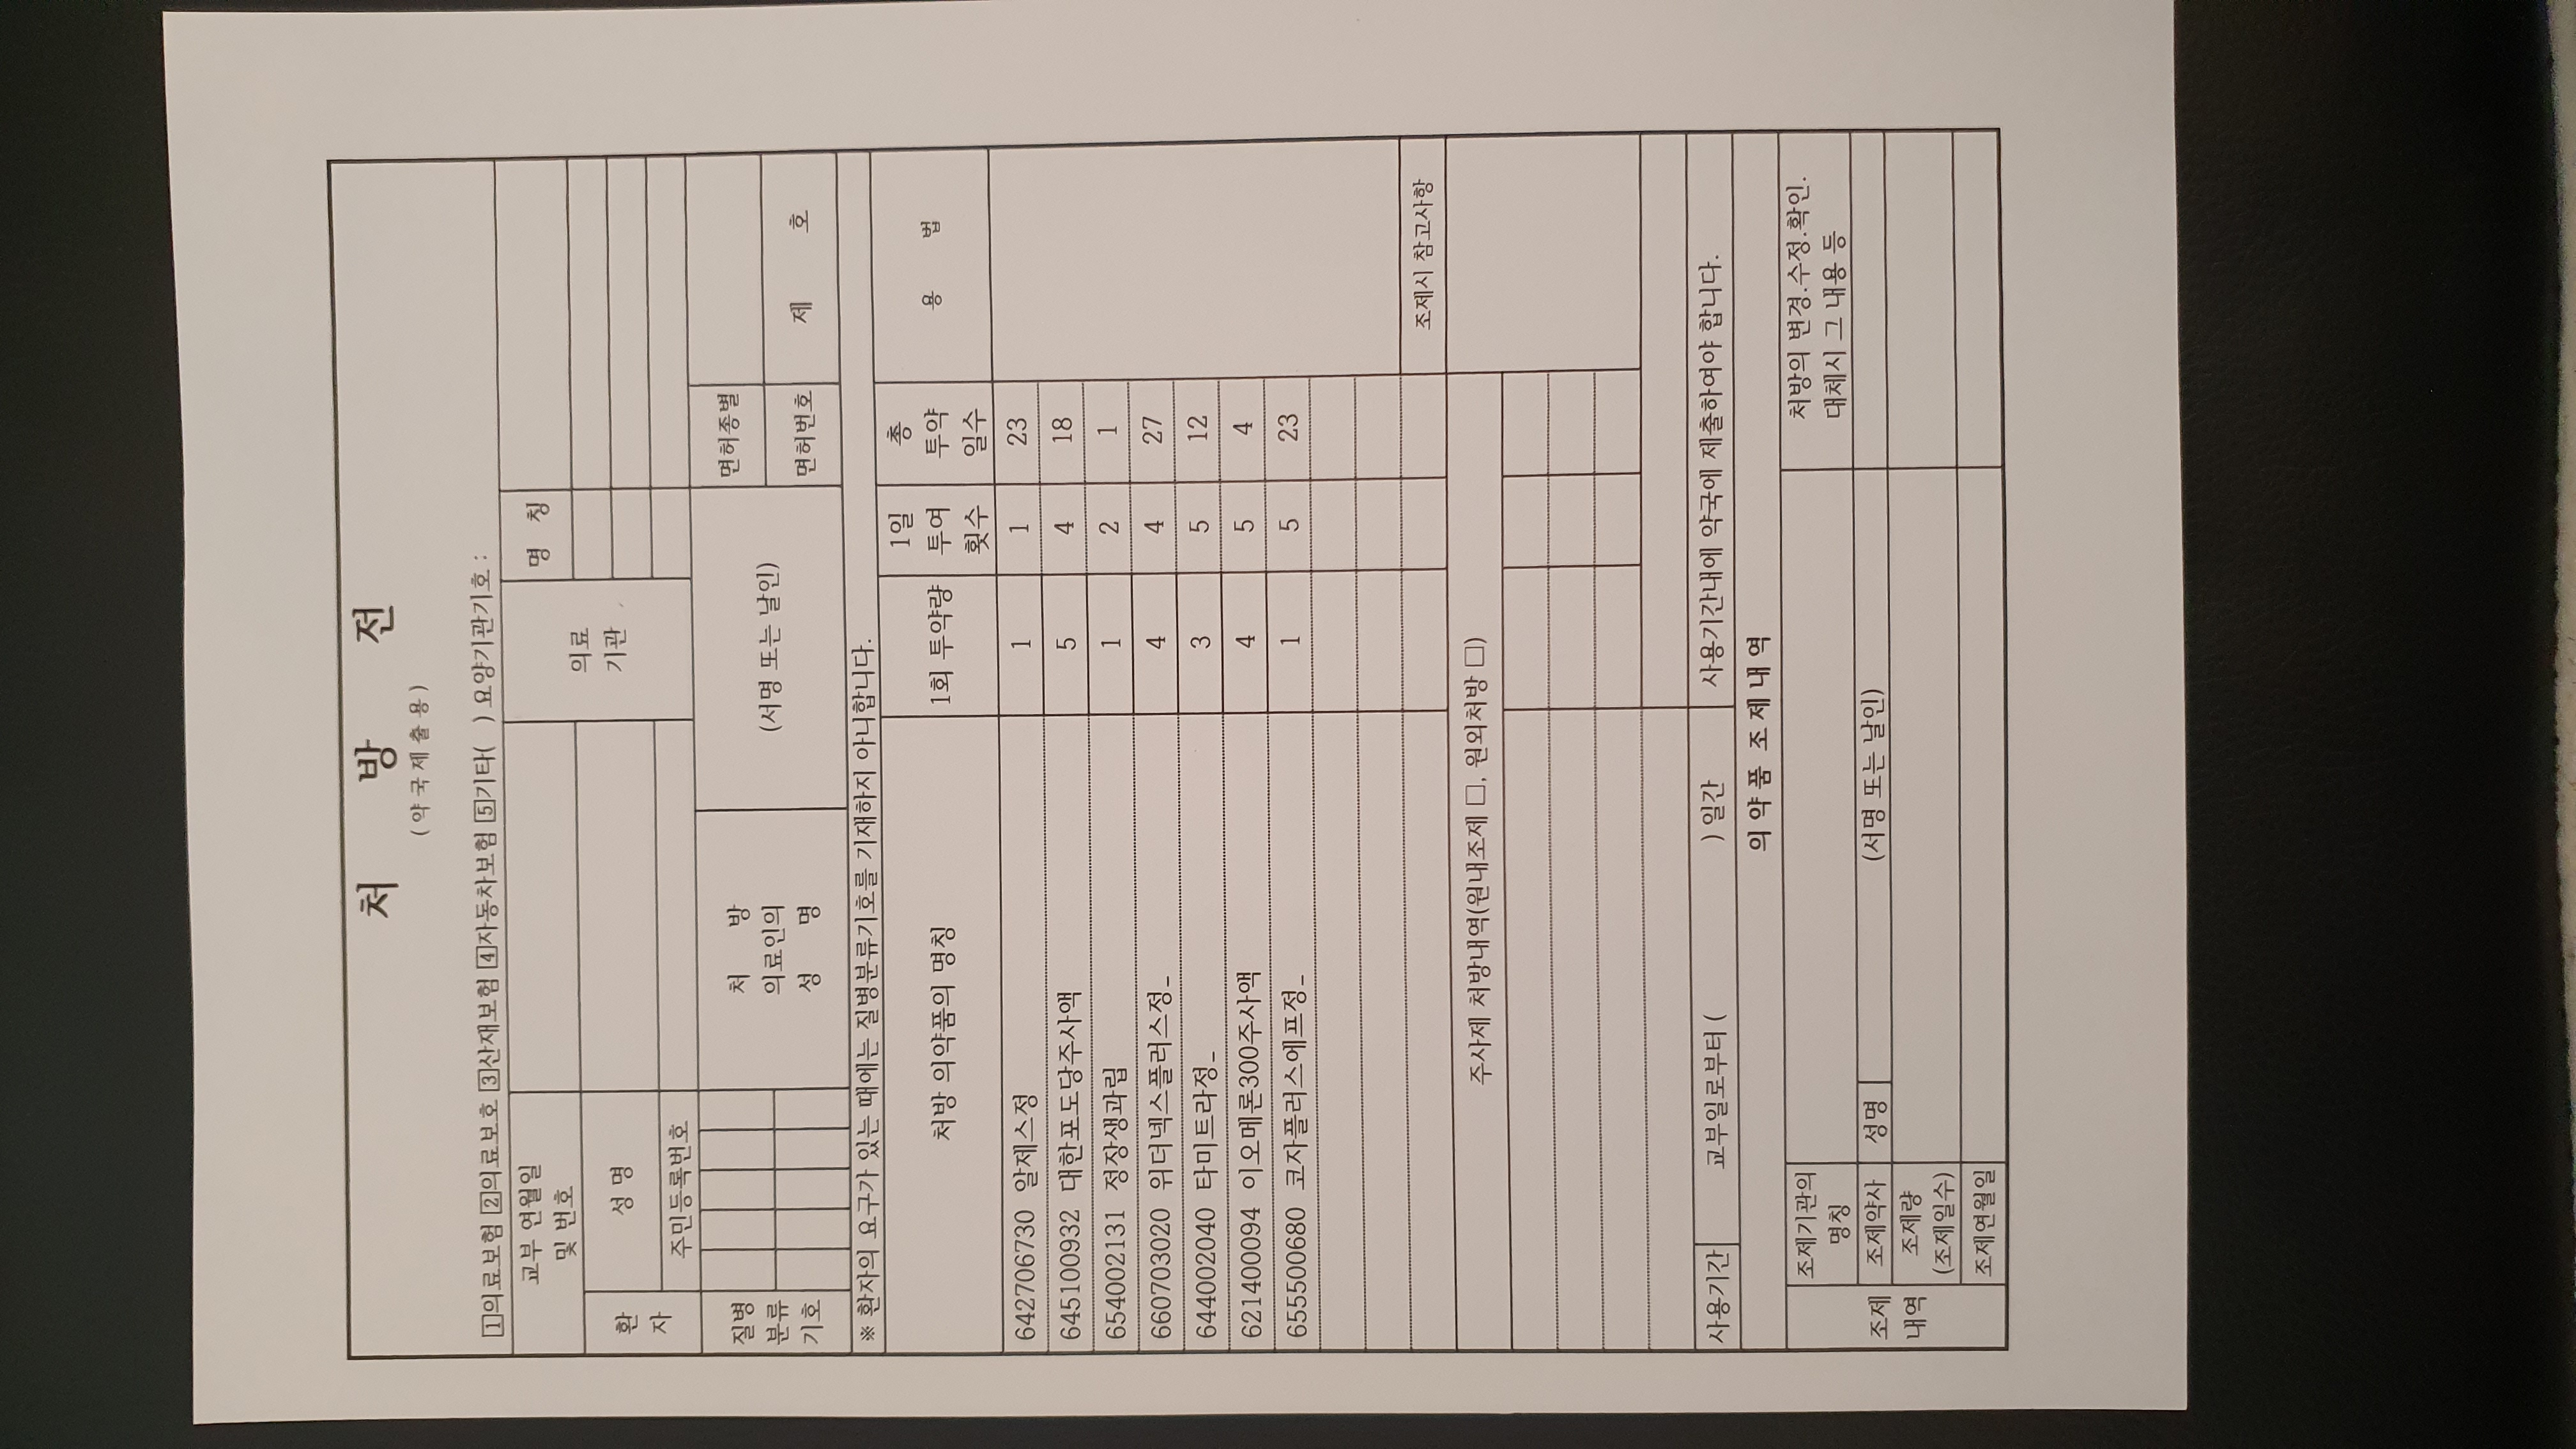 처 방 전
(약국제출용)
1의료보험 2의료보호 3산재보험 4자동차보험 5기타( ) 요양기관기호 :
교부 연월일
및 번호
의료
기관
명 칭
환
자
성 명
주민등록번호
질병
분류
기호
처 방
의료인의
성 명
(서명 또는 날인)
면허종별
면허번호
제 호
※ 환자의 요구가 있는 때에는 질병분류기호를 기재하지 아니합니다.
처방 의약품의 명칭
1회 투약량
1일
투여
횟수
총
투약
일수
용 법
642706730 알제스정 1 1 23
645100932 대한포도당주사액 5 4 18
654002131 정장생과립 1 2 1
660703020 위더넥스플러스정_ 4 4 27
644002040 타미트라정_ 3 5 12
621400094 이오메론300주사액 4 5 4
655500680 코자플러스에프정_ 1 5 23
조제시 참고사항
주사제 처방내역(원내조제 □, 원외처방 □)
사용기간 교부일로부터 ( ) 일간 사용기간내에 약국에 제출하여야 합니다.
의 약 품 조 제 내 역
조제
내역
조제기관의
명칭
처방의 변경.수정.확인.
대체시 그 내용 등
조제약사 성명 (서명 또는 날인)
조제량
(조제일수)
조제연월일